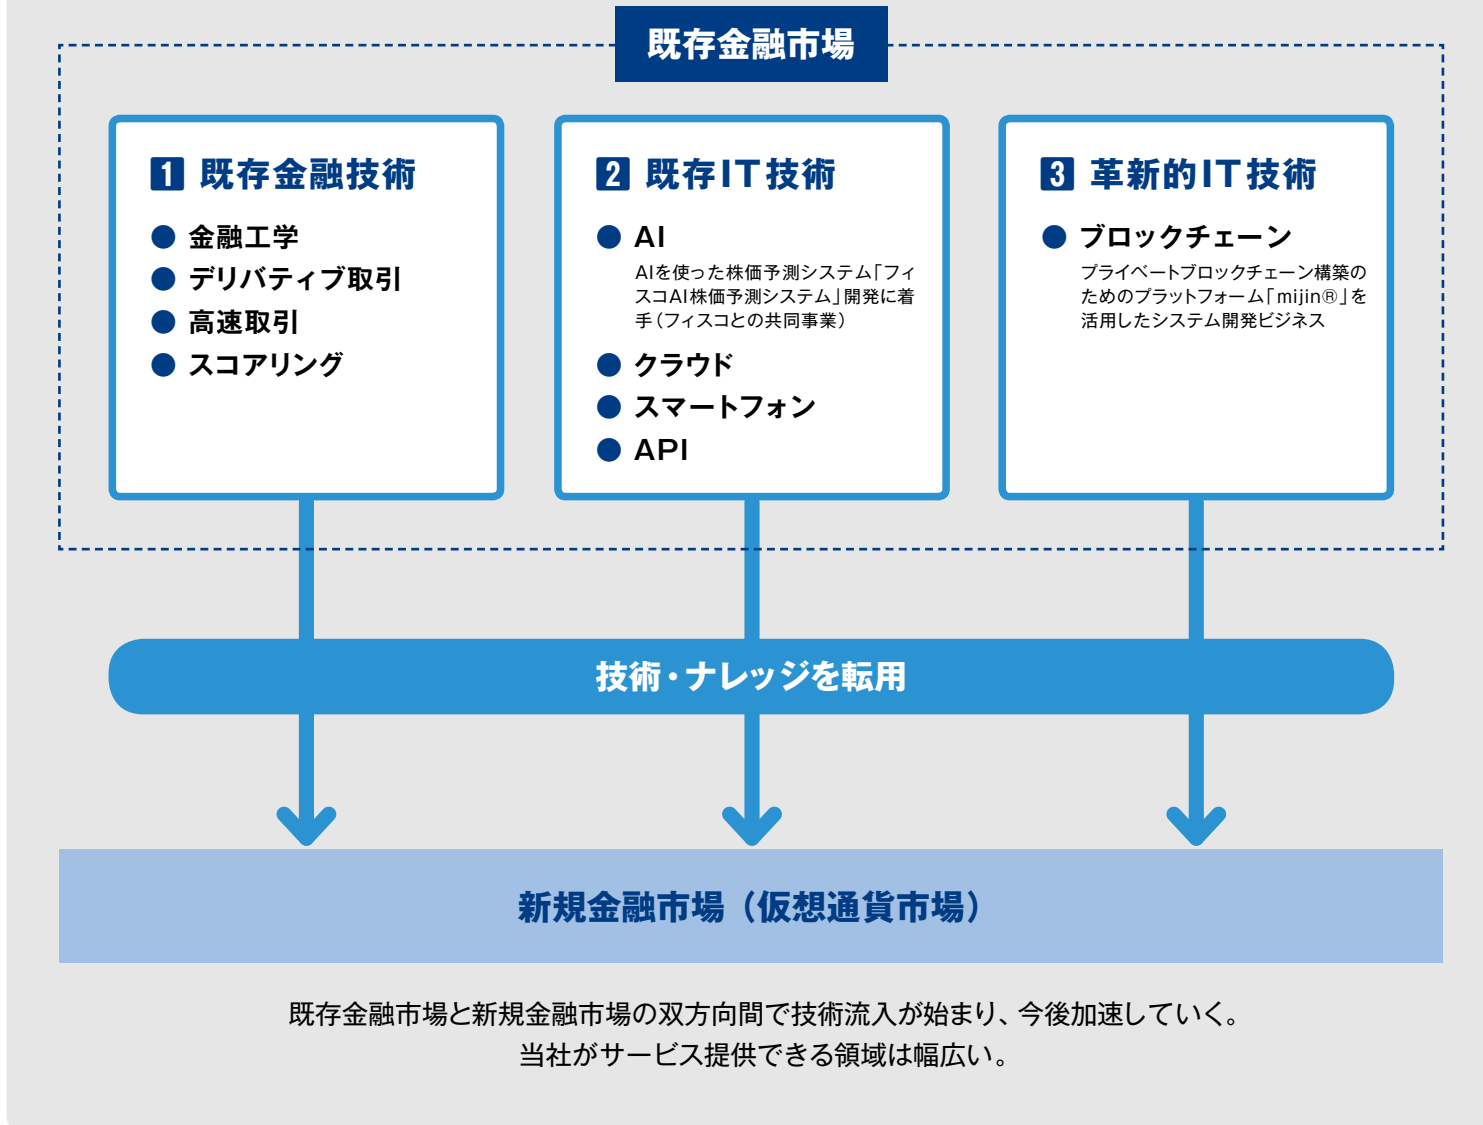 既存金融市場
1 既存金融技術
● 金融工学
● デリバティブ取引
● 高速取引
● スコアリング
2 既存IT技術
● AI
AIを使った株価予測システム「フィ
スコAI株価予測システム」開発に着
手（フィスコとの共同事業）
● クラウド
● スマートフォン
● API
3 革新的IT技術
● ブロックチェーン
プライベートブロックチェーン構築の
ためのプラットフォーム「mijin®」を
活用したシステム開発ビジネス
技術・ナレッジを転用
新規金融市場（仮想通貨市場）
既存金融市場と新規金融市場の双方向間で技術流入が始まり、今後加速していく。
当社がサービス提供できる領域は幅広い。